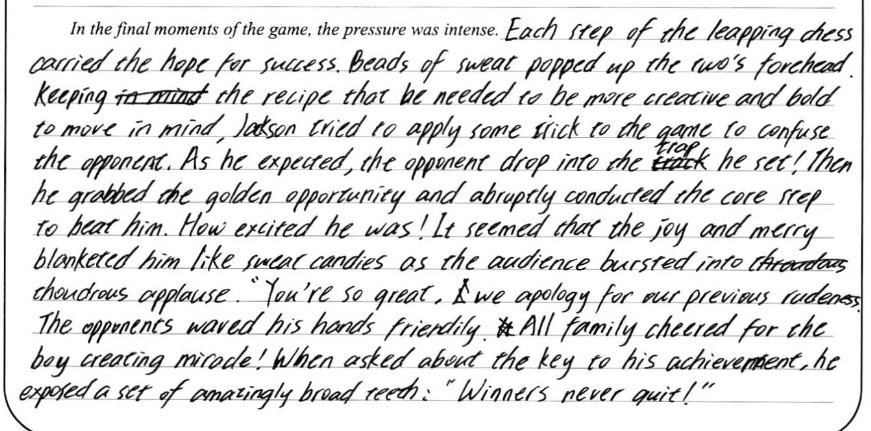 In the final moments of the game, the pressure was intense. Each step of the leapping chess
carried the hope for success. Beads of sweat popped up the two's forehead.
Keeping in mind the recipe that be needed to be more creative and bold
to move in mind, Jatson tried to apply some trick to the game to confuse
the opponent. As he expected, the opponent drop into the track trap he set! Then
he grabbed the golden opportunity and abruptly conducted the core step
to beat him. How excited he was! It seemed that the joy and merry
blanketed him like sweat candies as the audience bursted into
thoudrous applause. "You're so great, we apology for our previous rudeness.
The opponents waved his hands friendily. All family cheered for the
boy creating miracle! When asked about the key to his achievement, he
exposed a set of amazingly broad teeth: "Winners never quit!"